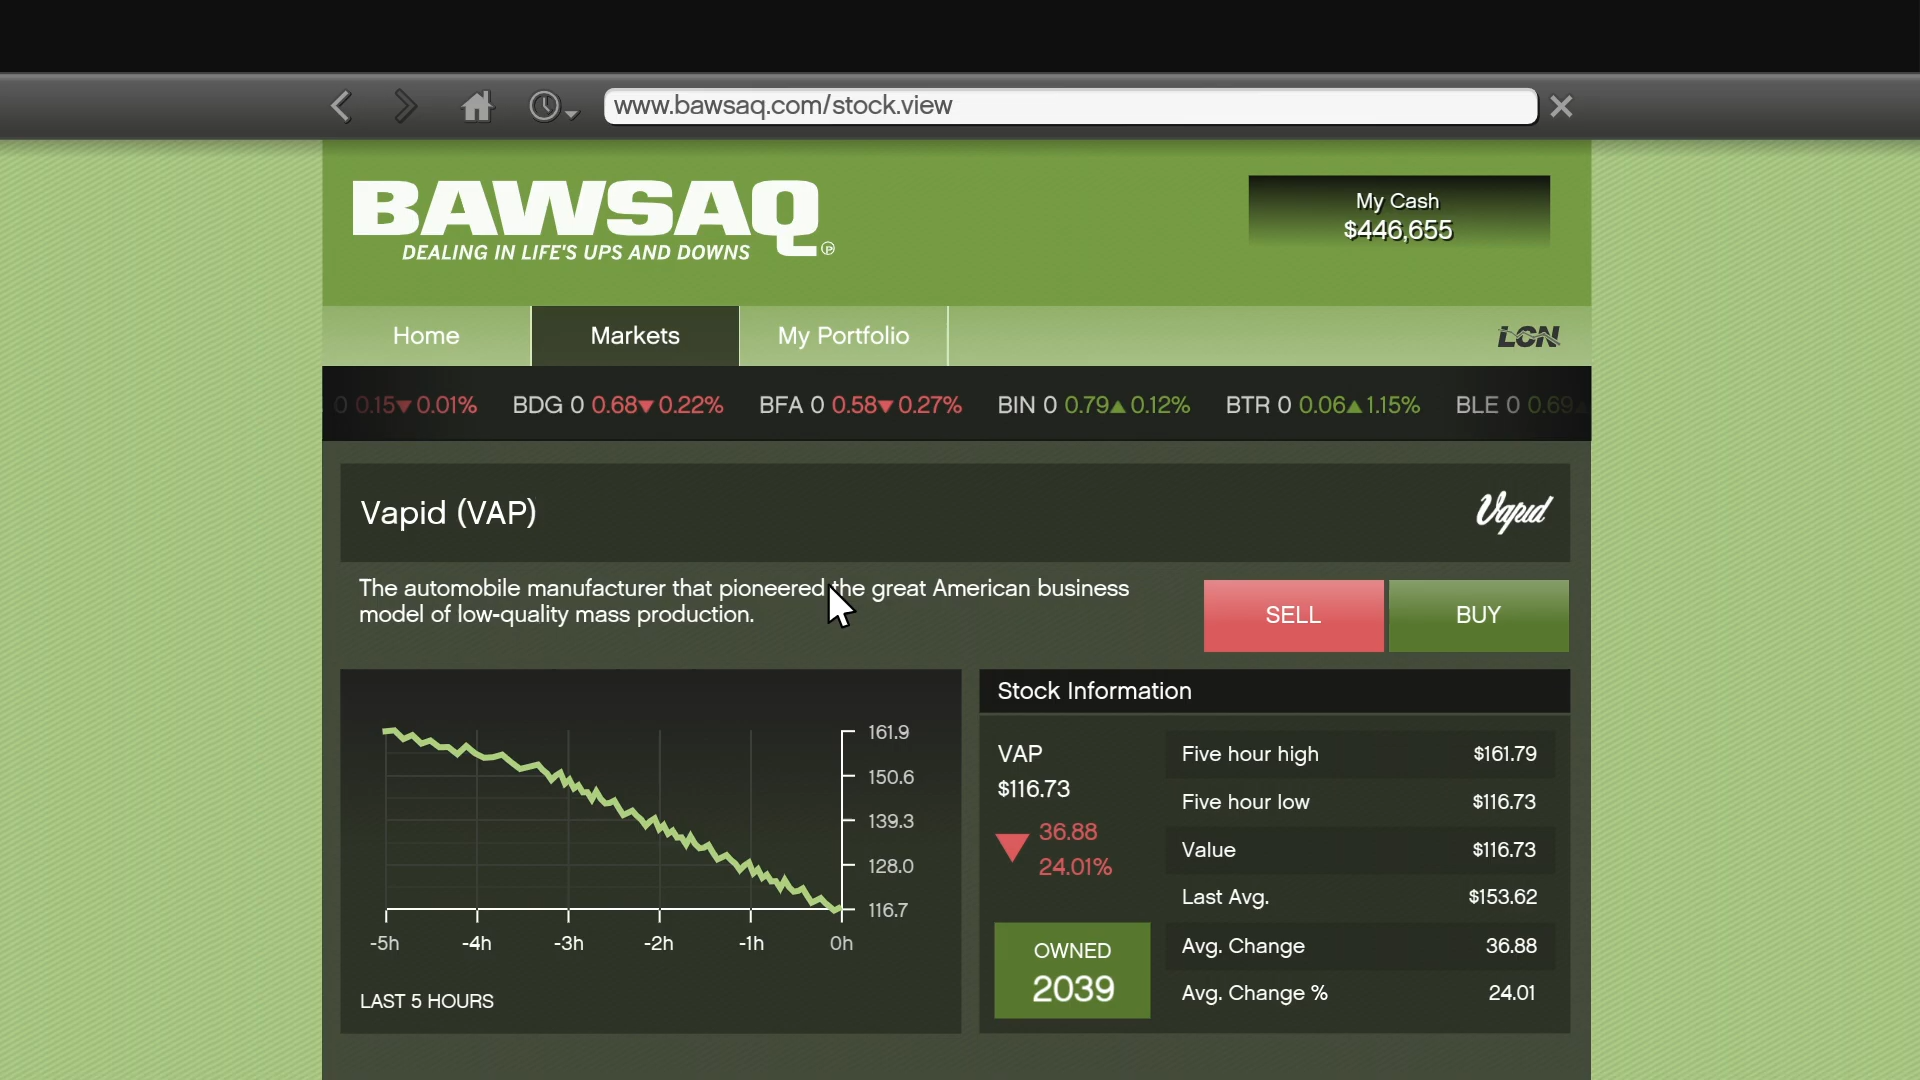 www.bawsaq.com/stock.view
BAWSAQ
DEALING IN LIFE'S UPS AND DOWNS
My Cash
$446,655
Home Markets My Portfolio LCN
0 0.15▼0.01% BDG 0 0.68▼0.22% BFA 0 0.58▼0.27% BIN 0 0.79▲0.12% BTR 0 0.06▲1.15% BLE 0 0.69▲
Vapid (VAP) Vapid
The automobile manufacturer that pioneered the great American business
model of low-quality mass production.
SELL BUY
161.9
150.6
139.3
128.0
116.7
-5h -4h -3h -2h -1h 0h
LAST 5 HOURS
Stock Information
VAP
$116.73
▼ 36.88
24.01%
OWNED
2039
Five hour high $161.79
Five hour low $116.73
Value $116.73
Last Avg. $153.62
Avg. Change 36.88
Avg. Change % 24.01